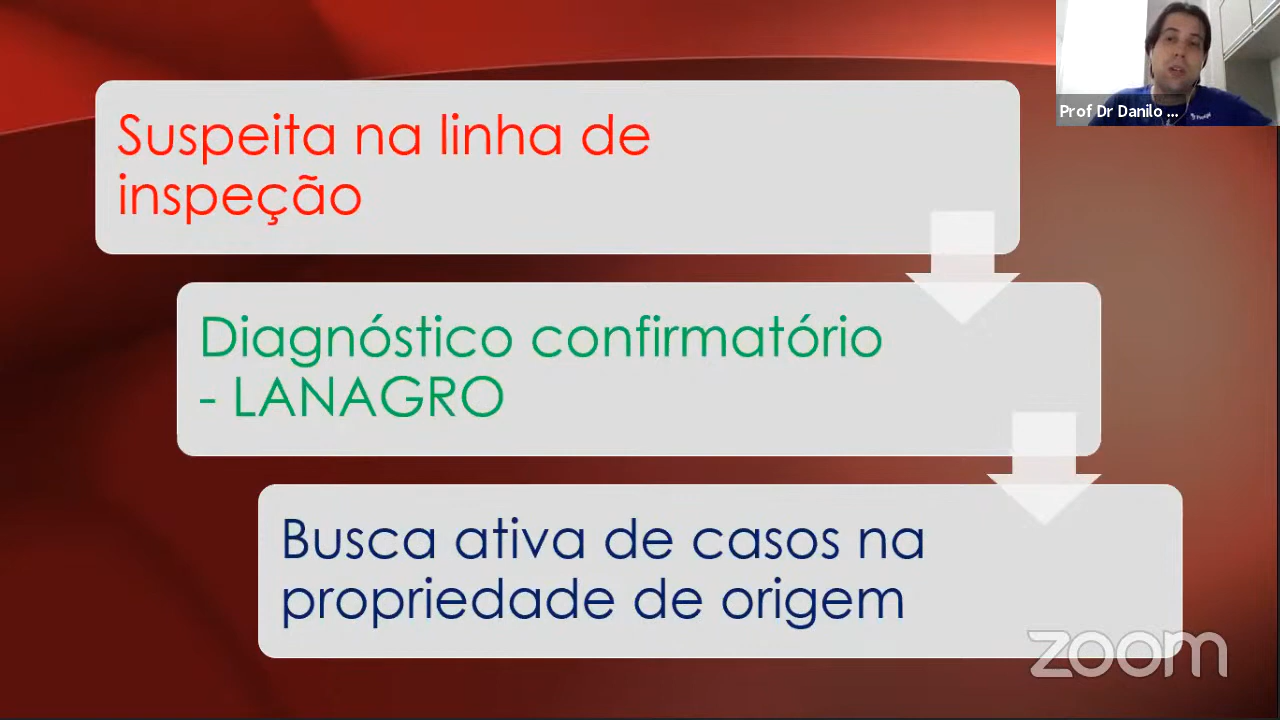 Suspeita na linha de
inspeção
Prof Dr Danilo ...
Diagnóstico confirmatório
- LANAGRO
Busca ativa de casos na
propriedade de origem
zoom